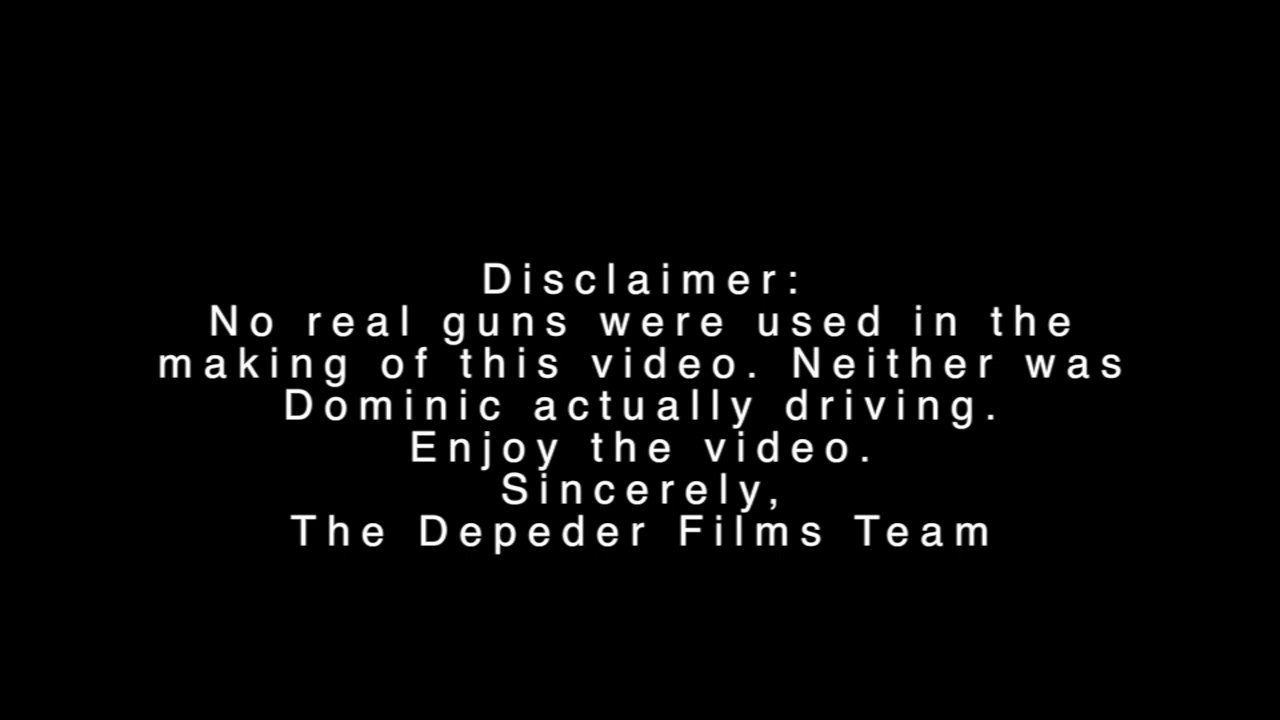 Disclaimer:
No real guns were used in the
making of this video. Neither was
Dominic actually driving.
Enjoy the video.
Sincerely,
The Depeder Films Team